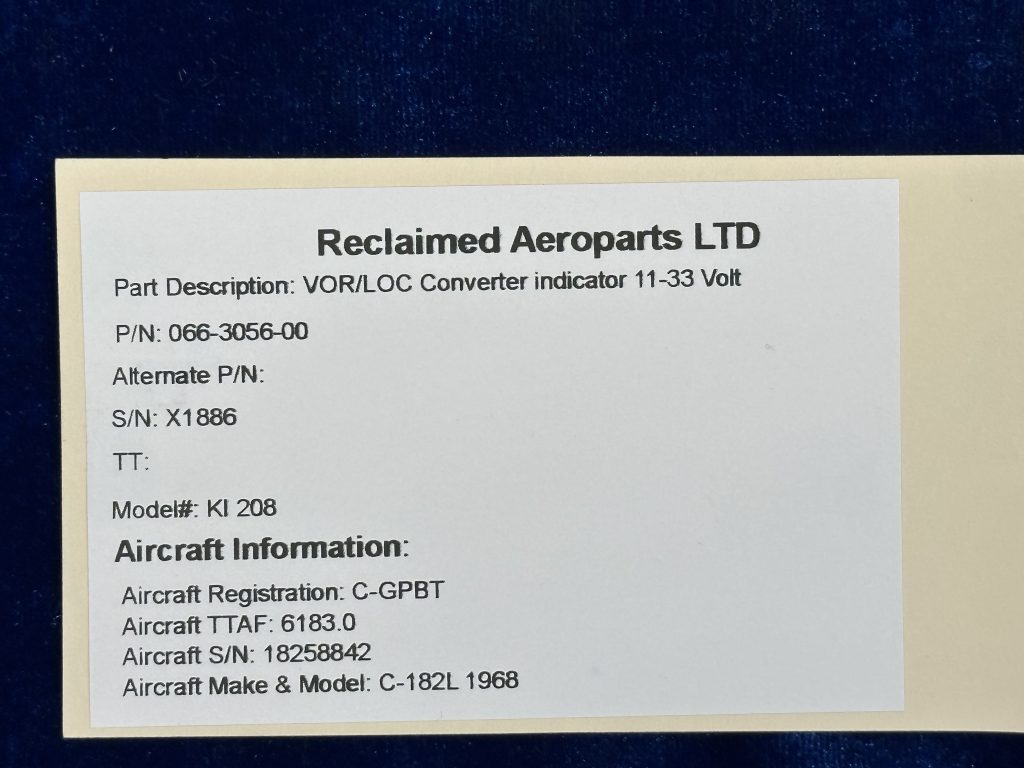 Reclaimed Aeroparts LTD
Part Description: VOR/LOC Converter indicator 11-33 Volt
P/N: 066-3056-00
Alternate P/N:
S/N: X1886
TT:
Model#: KI 208
Aircraft Information:
Aircraft Registration: C-GPBT
Aircraft TTAF: 6183.0
Aircraft S/N: 18258842
Aircraft Make & Model: C-182L 1968